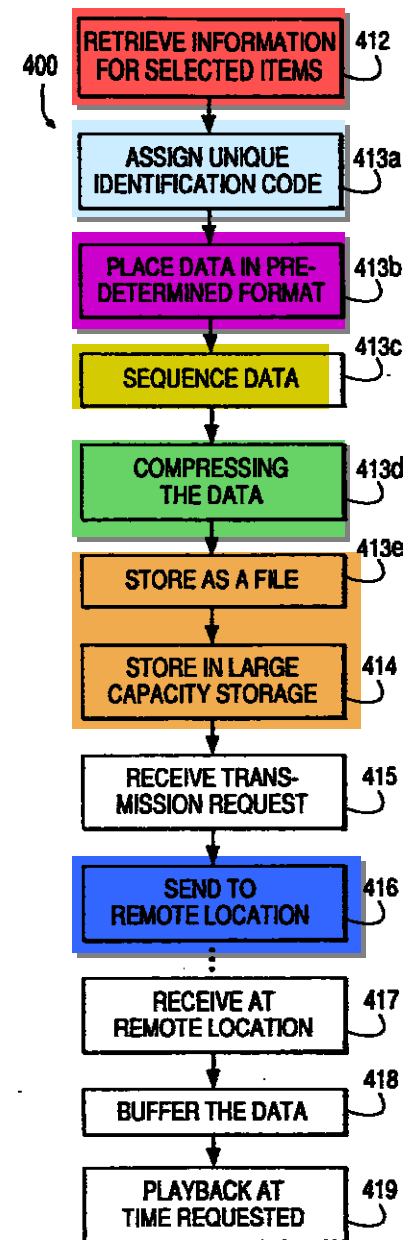 RETRIEVE INFORMATION
FOR SELECTED ITEMS
412
400
ASSIGN UNIQUE
IDENTIFICATION CODE
413a
PLACE DATA IN PRE-
DETERMINED FORMAT
413b
SEQUENCE DATA
413c
COMPRESSING
THE DATA
413d
STORE AS A FILE
413e
STORE IN LARGE
CAPACITY STORAGE
414
RECEIVE TRANS-
MISSION REQUEST
415
SEND TO
REMOTE LOCATION
416
RECEIVE AT
REMOTE LOCATION
417
BUFFER THE DATA
418
PLAYBACK AT
TIME REQUESTED
419